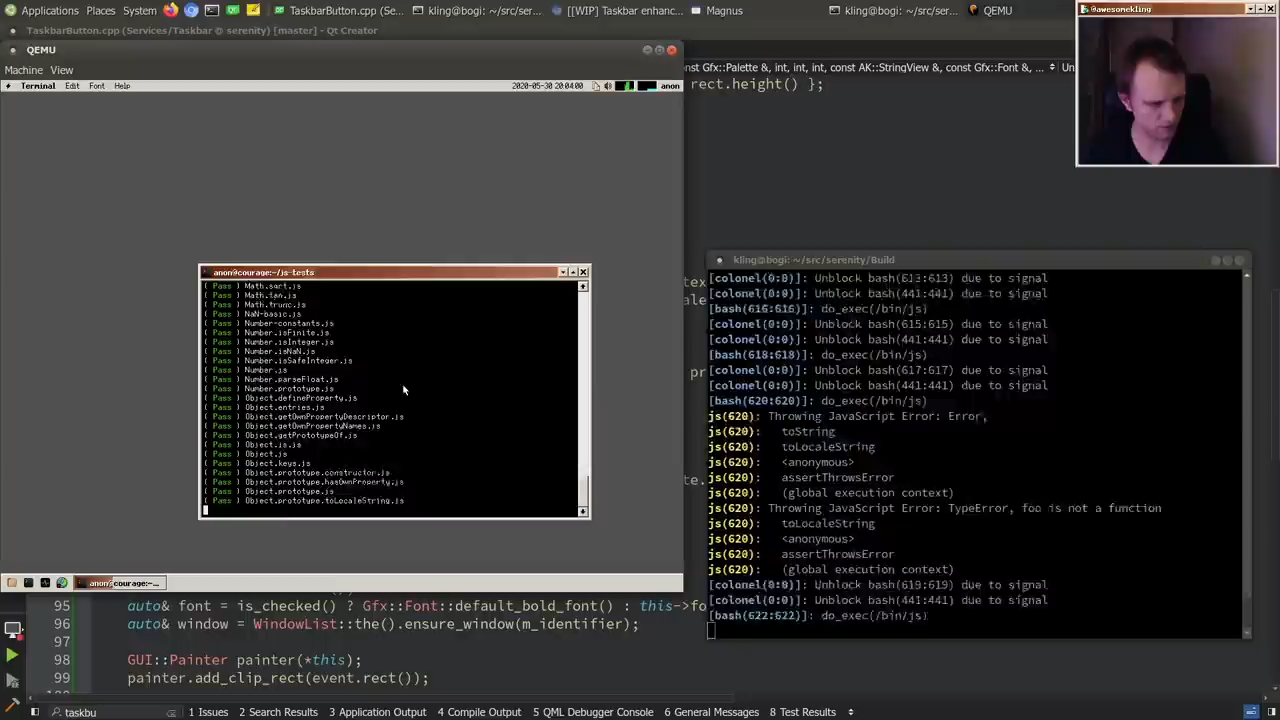 Applications Places System TaskbarButton.cpp (Se... kling@bogi: ~/src/ser... [[WIP] Taskbar enhanc... Magnus kling@bogi: ~/src/ser... QEMU
TaskbarButton.cpp (Services/Taskbar @ serenity) [master] - Qt Creator
@awesomekling
QEMU
Machine View
nst Gfx::Palette &, int, int, int, const AK::StringView &, const Gfx::Font &, ...
Terminal Edit Font Help 2020-05-30 20:04:00 anon
rect.height() };
anon@courage:~/js-tests
( Pass ) Math.sqrt.js
( Pass ) Math.tan.js
( Pass ) Math.trunc.js
( Pass ) NaN-basic.js
( Pass ) Number-constants.js
( Pass ) Number.isFinite.js
( Pass ) Number.isInteger.js
( Pass ) Number.isNaN.js
( Pass ) Number.isSafeInteger.js
( Pass ) Number.js
( Pass ) Number.parseFloat.js
( Pass ) Number.prototype.js
( Pass ) Object.defineProperty.js
( Pass ) Object.entries.js
( Pass ) Object.getOwnPropertyDescriptor.js
( Pass ) Object.getOwnPropertyNames.js
( Pass ) Object.getPrototypeOf.js
( Pass ) Object.is.js
( Pass ) Object.js
( Pass ) Object.keys.js
( Pass ) Object.prototype.constructor.js
( Pass ) Object.prototype.hasOwnProperty.js
( Pass ) Object.prototype.js
( Pass ) Object.prototype.toLocaleString.js
kling@bogi: ~/src/serenity/Build
[colonel(0:0)]: Unblock bash(613:613) due to signal
[colonel(0:0)]: Unblock bash(441:441) due to signal
[bash(616:616)]: do_exec(/bin/js)
[colonel(0:0)]: Unblock bash(615:615) due to signal
[colonel(0:0)]: Unblock bash(441:441) due to signal
[bash(618:618)]: do_exec(/bin/js)
[colonel(0:0)]: Unblock bash(617:617) due to signal
[colonel(0:0)]: Unblock bash(441:441) due to signal
[bash(620:620)]: do_exec(/bin/js)
js(620): Throwing JavaScript Error: Error,
js(620): toString
js(620): toLocaleString
js(620): <anonymous>
js(620): assertThrowsError
js(620): (global execution context)
js(620): Throwing JavaScript Error: TypeError, foo is not a function
js(620): toLocaleString
js(620): <anonymous>
js(620): assertThrowsError
js(620): (global execution context)
[colonel(0:0)]: Unblock bash(619:619) due to signal
[colonel(0:0)]: Unblock bash(441:441) due to signal
[bash(622:622)]: do_exec(/bin/js)
anon@courage:~...
95 auto& font = is_checked() ? Gfx::Font::default_bold_font() : this->fo
96 auto& window = WindowList::the().ensure_window(m_identifier);
97
98 GUI::Painter painter(*this);
99 painter.add_clip_rect(event.rect());
taskbu 1 Issues 2 Search Results 3 Application Output 4 Compile Output 5 QML Debugger Console 6 General Messages 8 Test Results